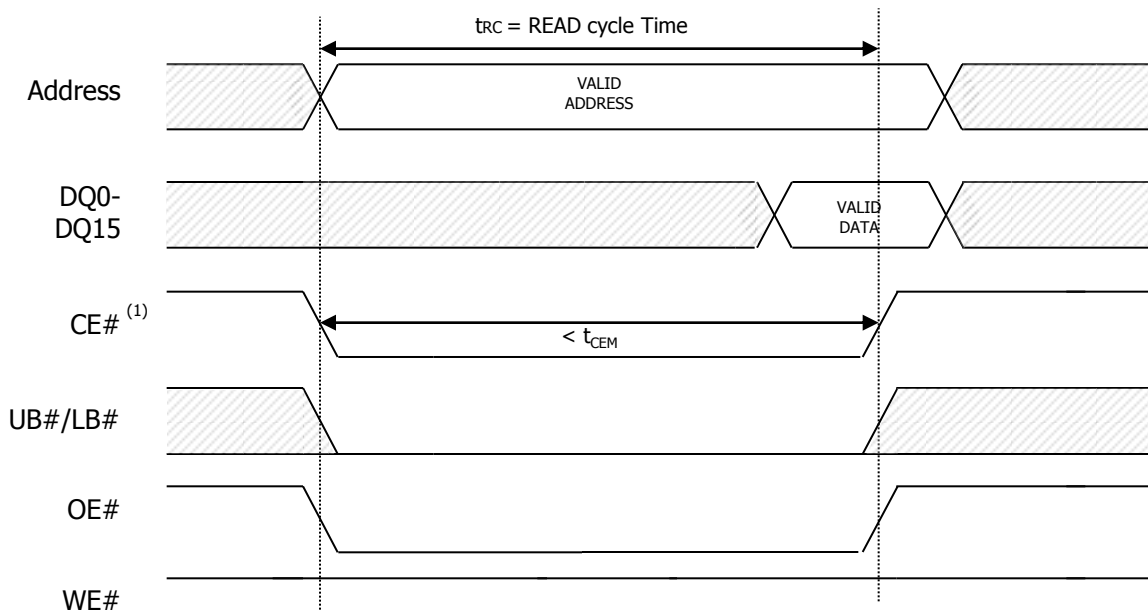 tRC = READ cycle Time
Address
VALID
ADDRESS
DQ0-
DQ15
VALID
DATA
CE# (1)
< tCEM
UB#/LB#
OE#
WE#